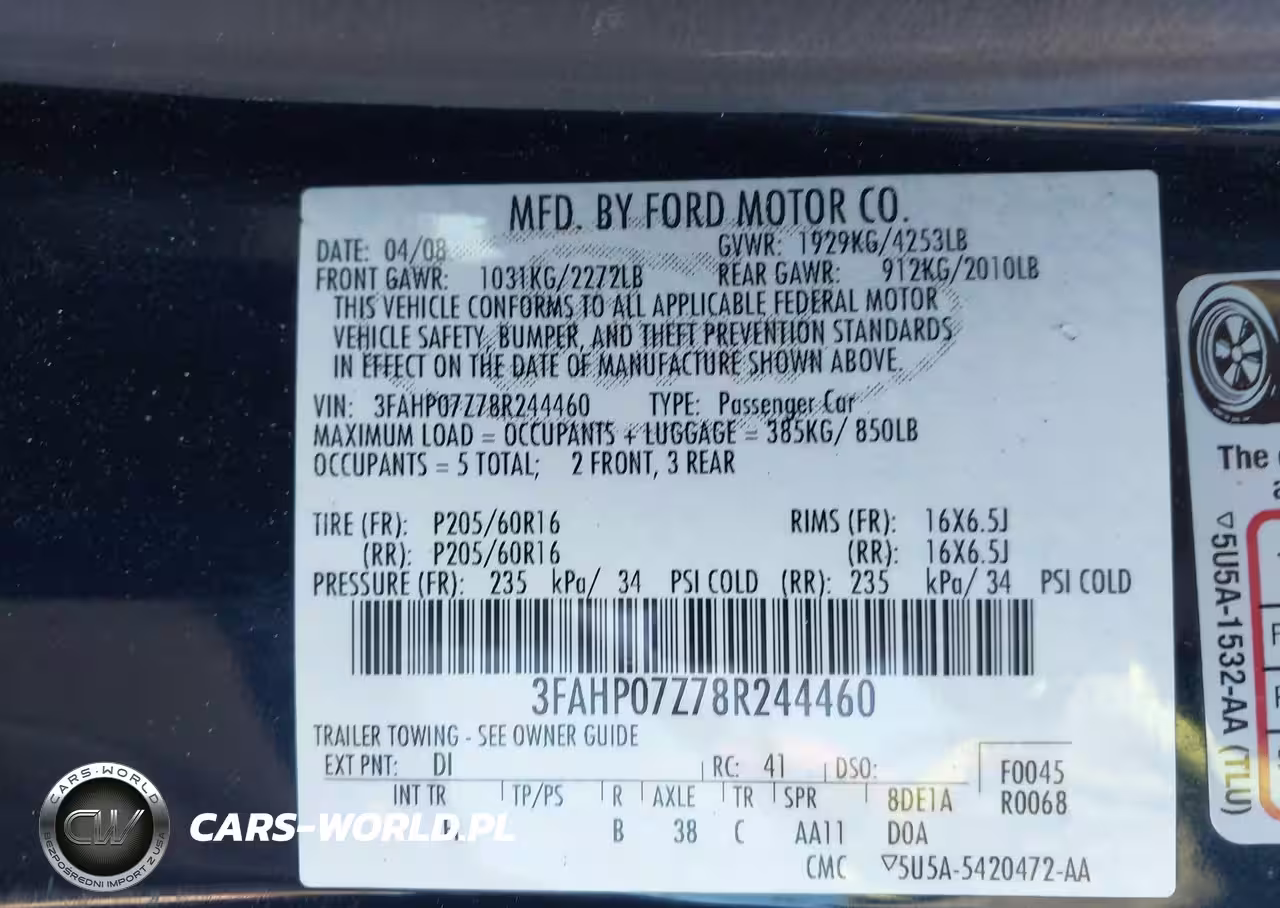 MFD. BY FORD MOTOR CO.
DATE: 04/08 GVWR: 1929KG/4253LB
FRONT GAWR: 1031KG/2272LB REAR GAWR: 912KG/2010LB
THIS VEHICLE CONFORMS TO ALL APPLICABLE FEDERAL MOTOR
VEHICLE SAFETY, BUMPER, AND THEFT PREVENTION STANDARDS
IN EFFECT ON THE DATE OF MANUFACTURE SHOWN ABOVE.
VIN: 3FAHP07Z78R244460 TYPE: Passenger Car
MAXIMUM LOAD = OCCUPANTS + LUGGAGE = 385KG/ 850LB
OCCUPANTS = 5 TOTAL; 2 FRONT, 3 REAR
TIRE (FR): P205/60R16 RIMS (FR): 16X6.5J
(RR): P205/60R16 (RR): 16X6.5J
PRESSURE (FR): 235 kPa/ 34 PSI COLD (RR): 235 kPa/ 34 PSI COLD
3FAHP07Z78R244460
TRAILER TOWING - SEE OWNER GUIDE
EXT PNT: DI RC: 41 DSO: F0045
INT TR TP/PS R AXLE TR SPR 8DE1A R0068
B 38 C AA11 D0A
CMC ▽5U5A-5420472-AA
The
▽5U5A-1532-AA (TLU)
CARS-WORLD
CW
BEZPOŚREDNI IMPORT Z USA
CARS-WORLD.PL